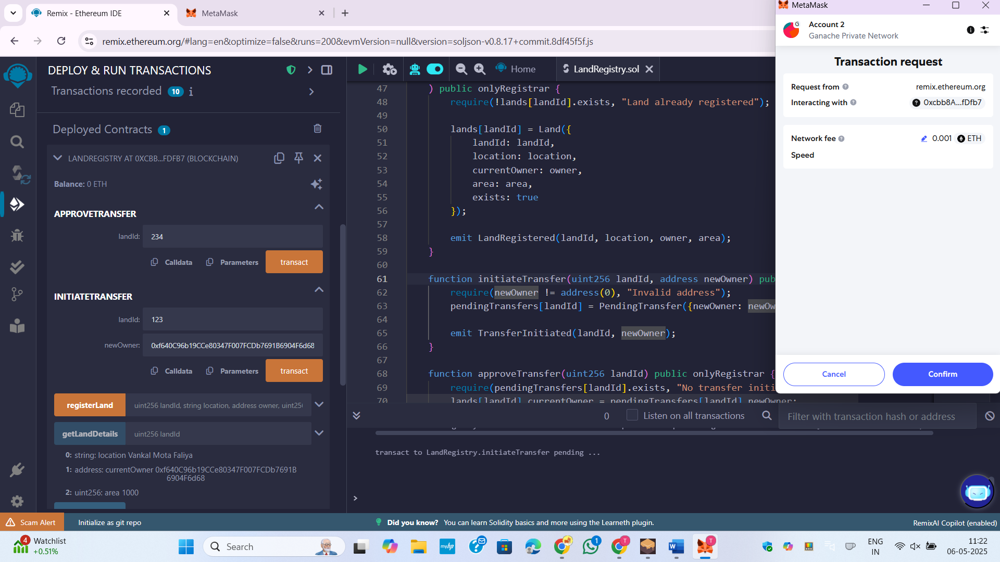 Remix - Ethereum IDE
MetaMask
remix.ethereum.org/#lang=en&optimize=false&runs=200&evmVersion=null&version=soljson-v0.8.17+commit.8df45f5f.js
DEPLOY & RUN TRANSACTIONS
Transactions recorded 10 i
Deployed Contracts 1
LANDREGISTRY AT 0XCBB...FDFB7 (BLOCKCHAIN)
Balance: 0 ETH
APPROVETRANSFER
landId: 234
Calldata Parameters transact
INITIATETRANSFER
landId: 123
newOwner: 0xf640C96b19CCe80347F007FCDb7691B6904F6d68
Calldata Parameters transact
registerLand uint256 landId, string location, address owner, uint25
getLandDetails uint256 landId
0: string: location Vankal Mota Faliya
1: address: currentOwner 0xf640C96b19CCe80347F007FCDb7691B
6904F6d68
2: uint256: area 1000
Home
LandRegistry.sol
47 ) public onlyRegistrar {
48 require(!lands[landId].exists, "Land already registered");
49
50 lands[landId] = Land({
51 landId: landId,
52 location: location,
53 currentOwner: owner,
54 area: area,
55 exists: true
56 });
57
58 emit LandRegistered(landId, location, owner, area);
59 }
60
61 function initiateTransfer(uint256 landId, address newOwner) pub
62 require(newOwner != address(0), "Invalid address");
63 pendingTransfers[landId] = PendingTransfer({newOwner: newOw
64
65 emit TransferInitiated(landId, newOwner);
66 }
67
68 function approveTransfer(uint256 landId) public onlyRegistrar {
69 require(pendingTransfers[landId].exists, "No transfer initi
70 lands[landId].currentOwner = pendingTransfers[landId].newOwner;
0 Listen on all transactions Filter with transaction hash or address
transact to LandRegistry.initiateTransfer pending ...
>
MetaMask
G
Account 2
Ganache Private Network
Transaction request
Request from remix.ethereum.org
Interacting with 0xcbb8A...fDfb7
Network fee 0.001 ETH
Speed
Cancel Confirm
Scam Alert Initialize as git repo
Did you know? You can learn Solidity basics and more using the Learneth plugin.
RemixAI Copilot (enabled)
4 Watchlist
+0.51%
Search
myhp
1
T
W
T
ENG
IN
11:22
06-05-2025